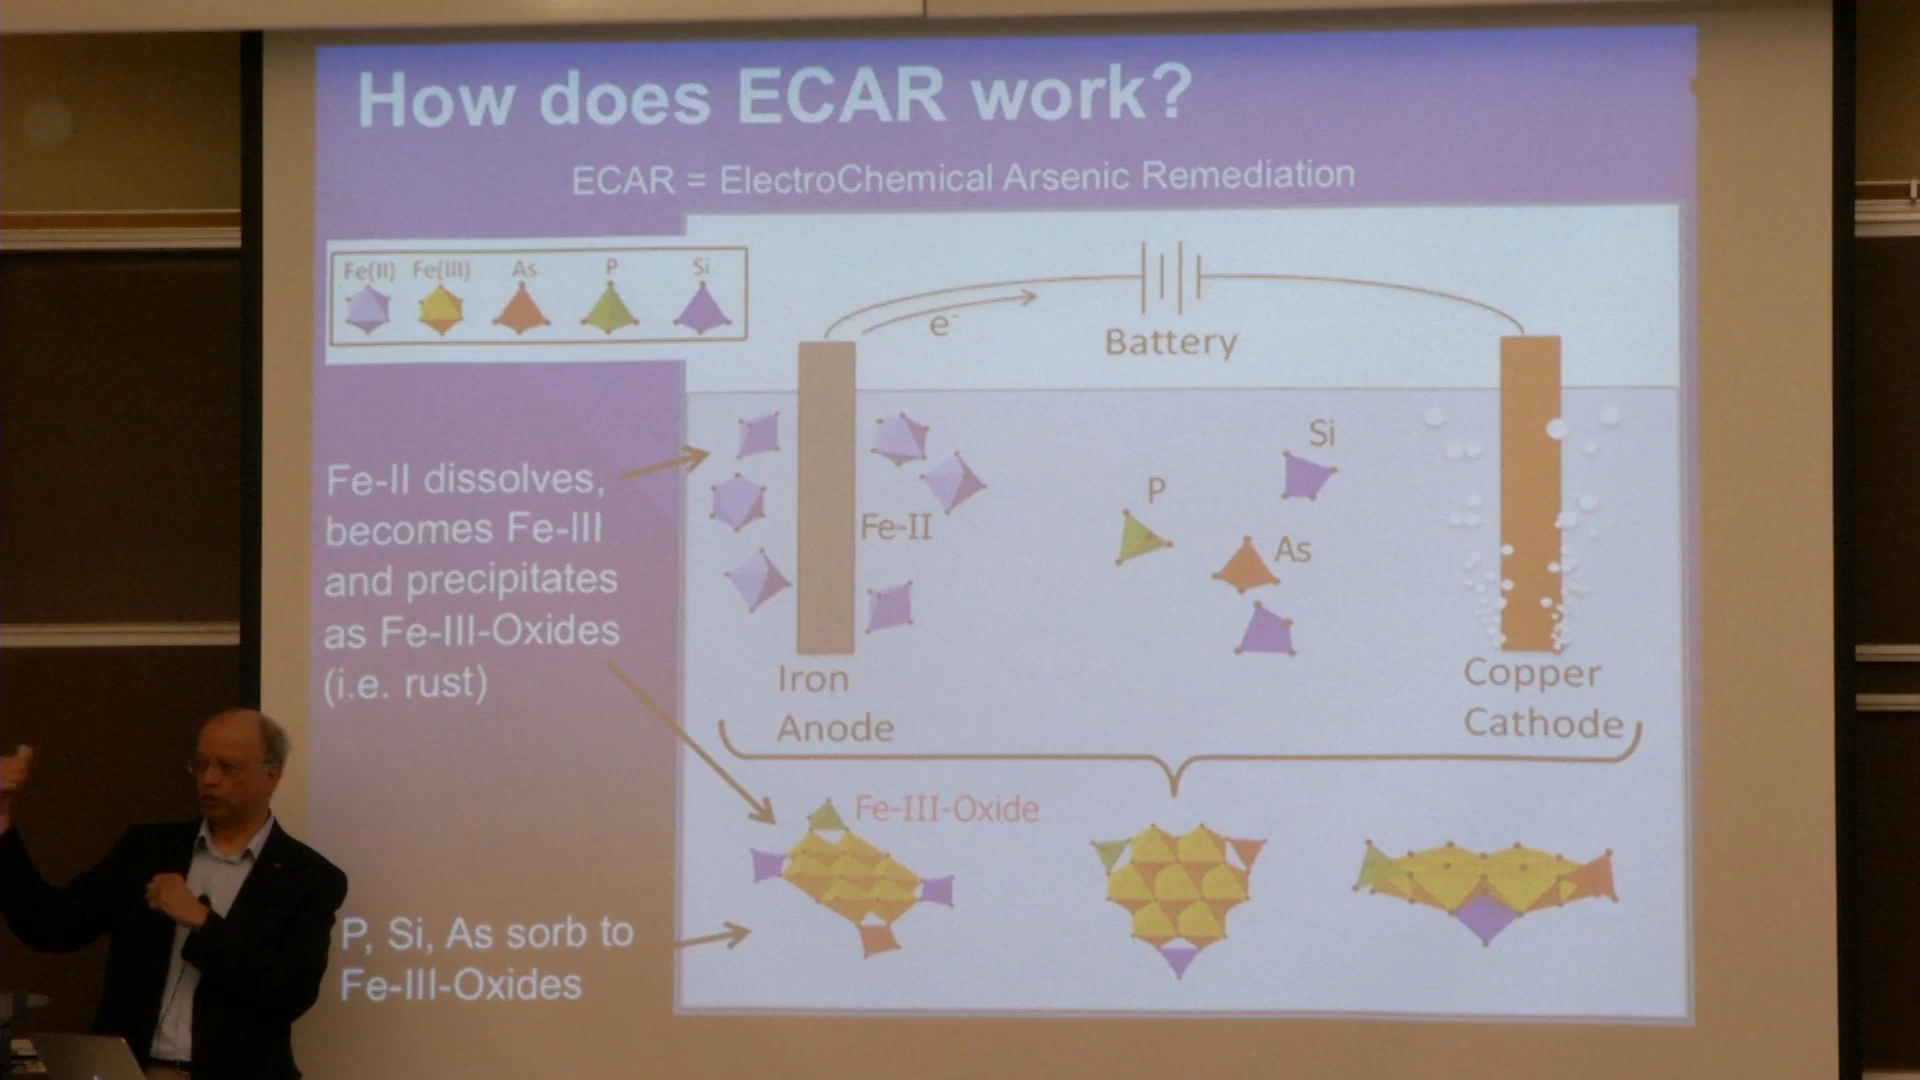 How does ECAR work?
ECAR = ElectroChemical Arsenic Remediation
Fe(II) Fe(III) As P Si
e-
Battery
Fe-II dissolves,
becomes Fe-III
and precipitates
as Fe-III-Oxides
(i.e. rust)
Fe-II
Si
P
As
Iron
Anode
Copper
Cathode
Fe-III-Oxide
P, Si, As sorb to
Fe-III-Oxides